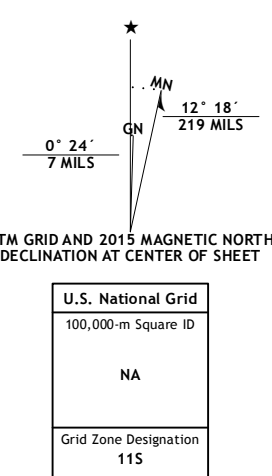 MN
12° 18´
219 MILS
GN
0° 24´
7 MILS
TM GRID AND 2015 MAGNETIC NORTH
DECLINATION AT CENTER OF SHEET
U.S. National Grid
100,000-m Square ID
NA
Grid Zone Designation
11S